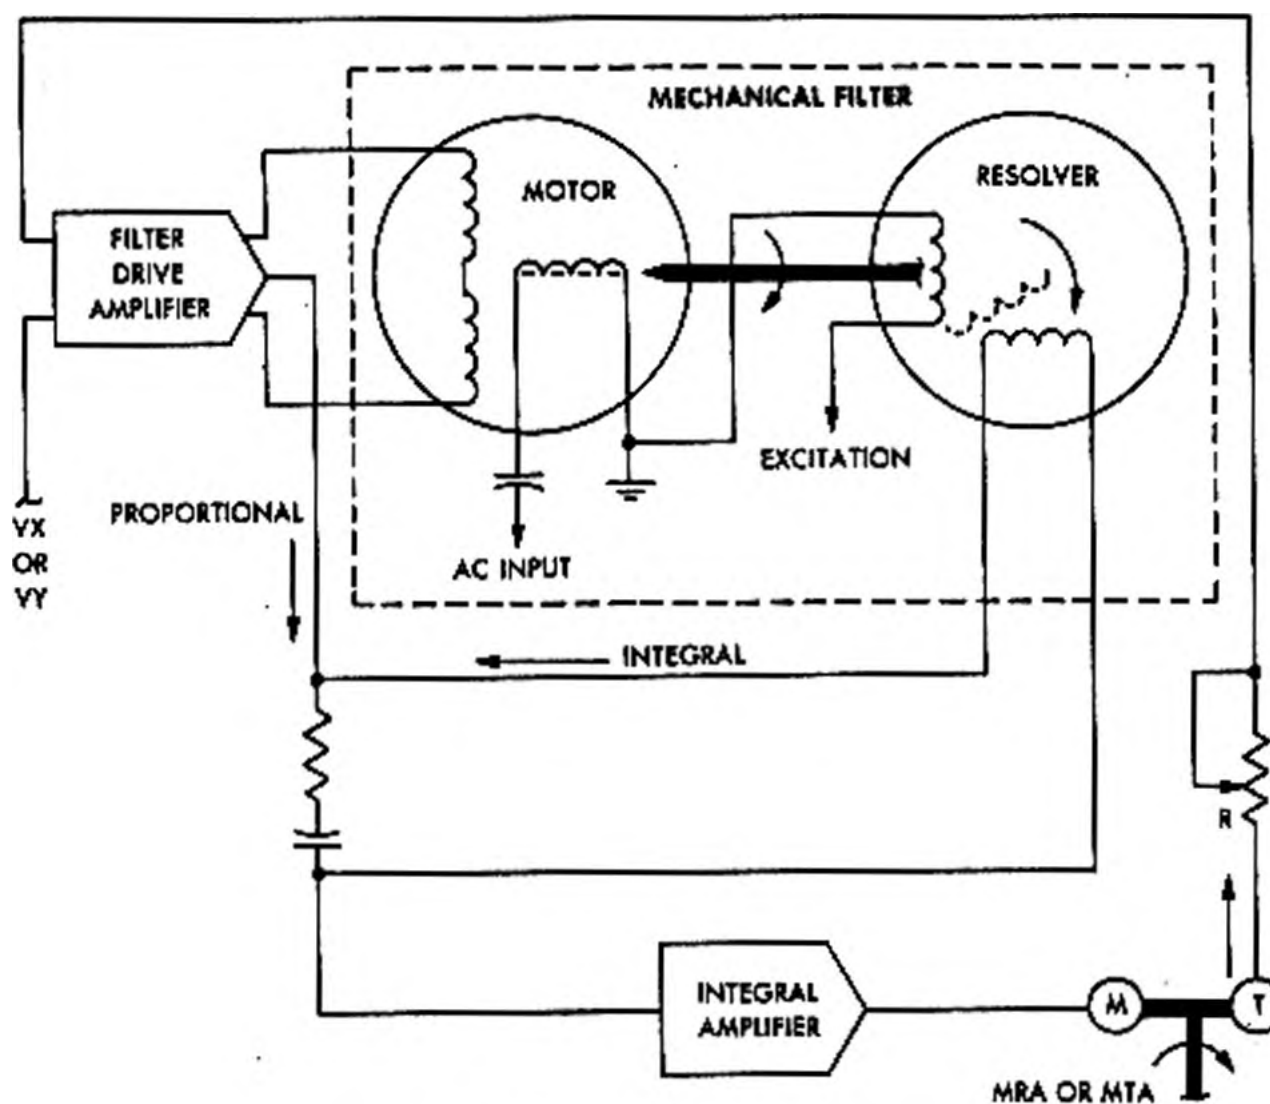 MECHANICAL FILTER
MOTOR
RESOLVER
FILTER
DRIVE
AMPLIFIER
EXCITATION
PROPORTIONAL
VX
OR
VY
AC INPUT
INTEGRAL
R
INTEGRAL
AMPLIFIER
M
T
MRA OR MTA